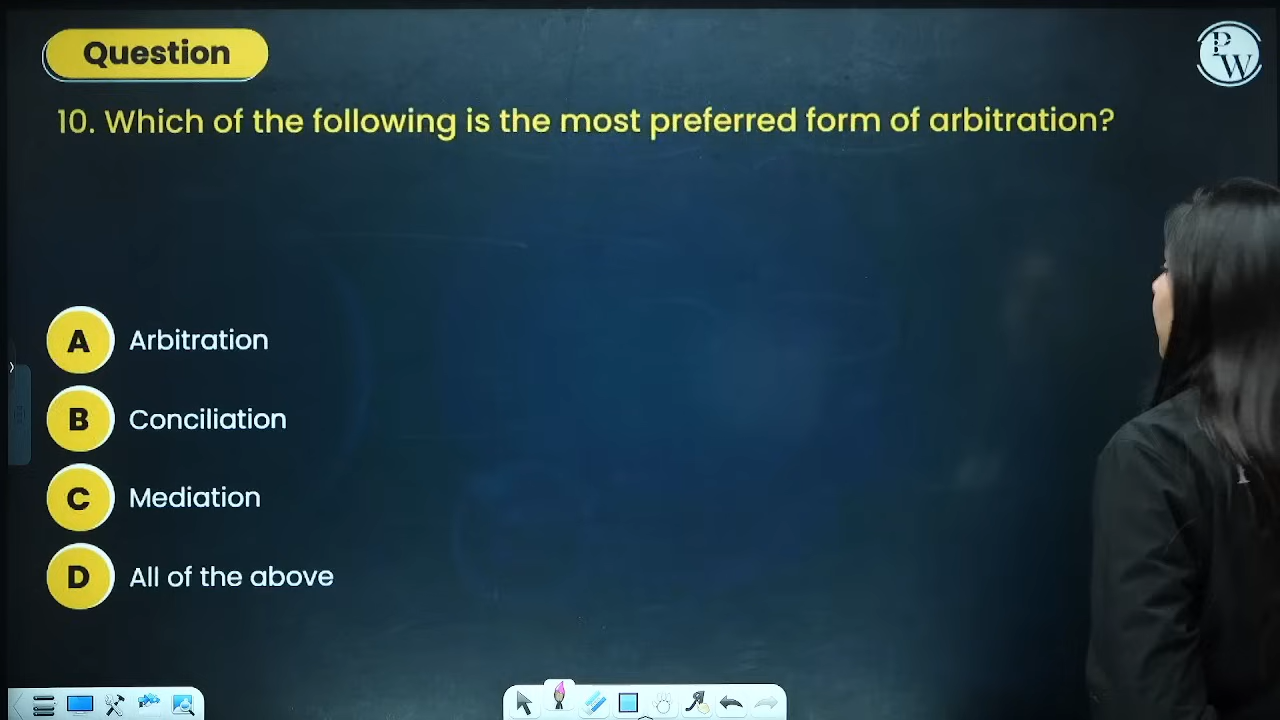 Question
PW
10. Which of the following is the most preferred form of arbitration?
A Arbitration
B Conciliation
C Mediation
D All of the above